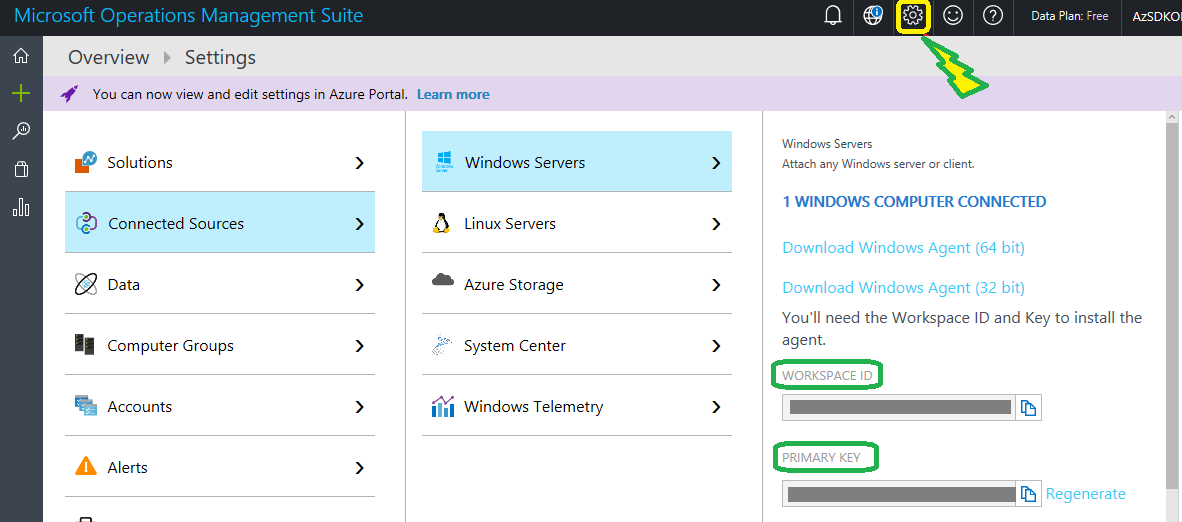 Microsoft Operations Management Suite
Data Plan: Free
Overview
Settings
You can now view and edit settings in Azure Portal. Learn more
Solutions
Connected Sources
Data
Computer Groups
Accounts
Alerts
Windows Servers
Linux Servers
Azure Storage
System Center
Windows Telemetry
Windows Servers
Attach any Windows server or client.
1 WINDOWS COMPUTER CONNECTED
Download Windows Agent (64 bit)
Download Windows Agent (32 bit)
You'll need the Workspace ID and Key to install the
agent.
WORKSPACE ID
PRIMARY KEY
Regenerate